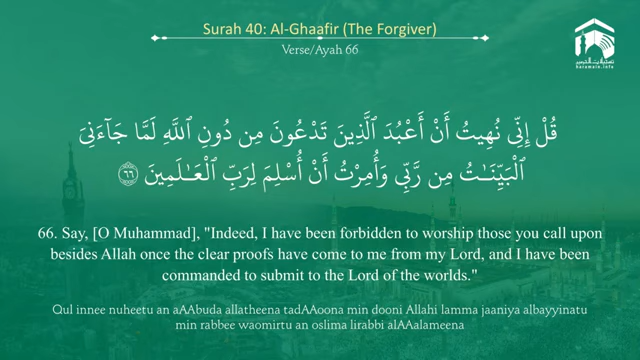 Surah 40: Al-Ghaafir (The Forgiver)
Verse/Ayah 66
haramain.info
قُلْ إِنِّى نُهِيتُ أَنْ أَعْبُدَ ٱلَّذِينَ تَدْعُونَ مِن دُونِ ٱللَّهِ لَمَّا جَآءَنِىَ
ٱلْبَيِّنَـٰتُ مِن رَّبِّى وَأُمِرْتُ أَنْ أُسْلِمَ لِرَبِّ ٱلْعَـٰلَمِينَ ٦٦
66. Say, [O Muhammad], "Indeed, I have been forbidden to worship those you call upon
besides Allah once the clear proofs have come to me from my Lord, and I have been
commanded to submit to the Lord of the worlds."
Qul innee nuheetu an aAAbuda allatheena tadAAoona min dooni Allahi lamma jaaniya albayyinatu
min rabbee waomirtu an oslima lirabbi alAAalameena